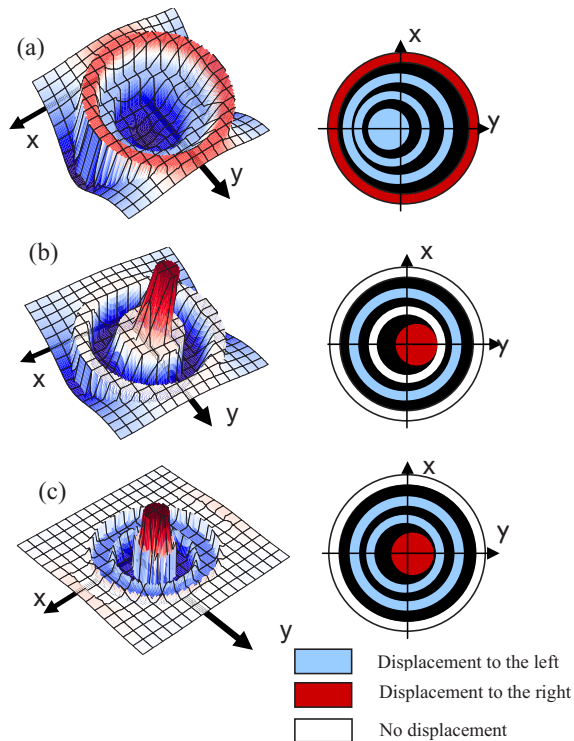 (a)
x
y
x
y
(b)
x
y
x
y
(c)
x
y
x
y
Displacement to the left
Displacement to the right
No displacement